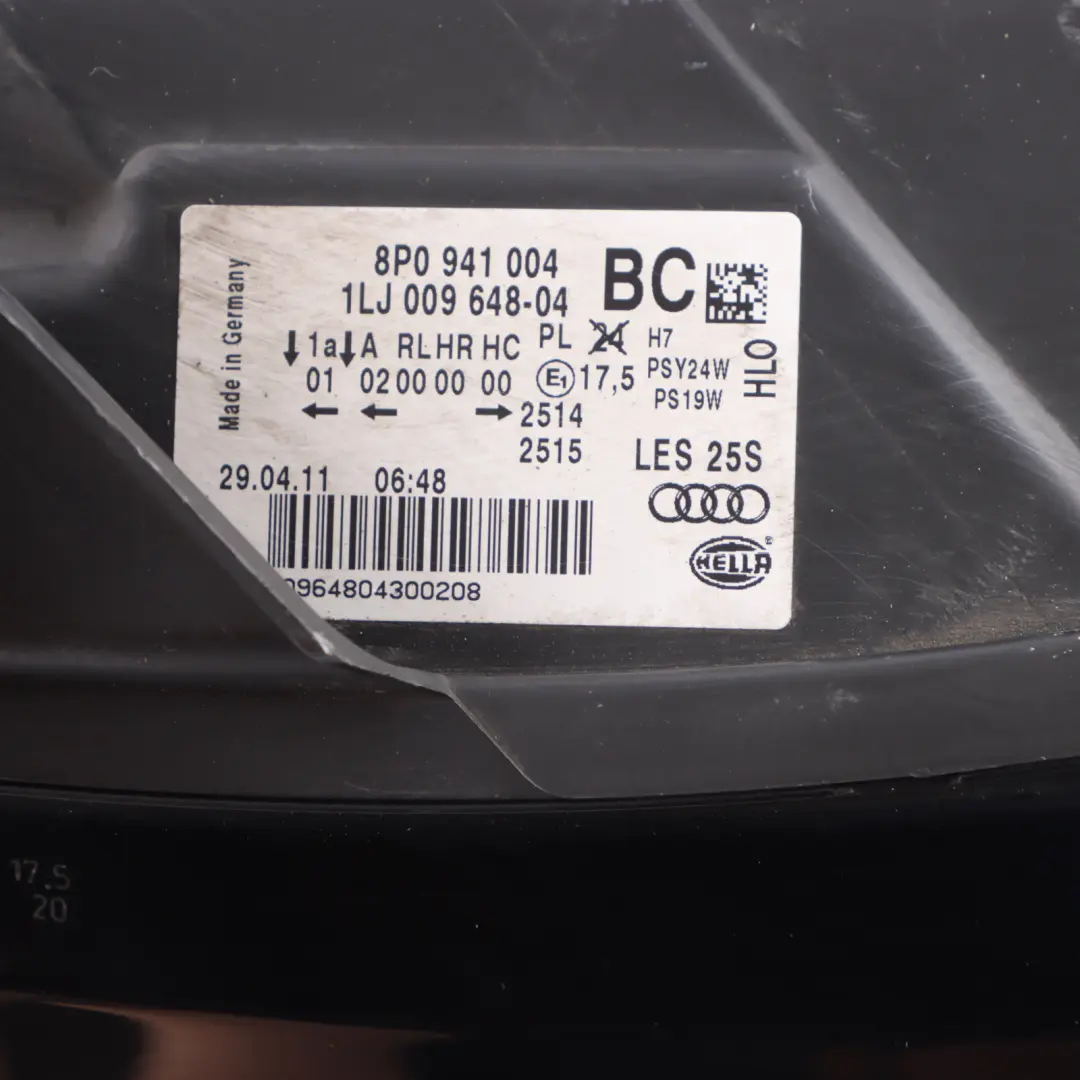 8P0 941 004 BC
1LJ 009 648-04
Made in Germany
1a A RL HR HC PL 24 H7
01 02 00 00 00 E1 17,5 PSY24W
PS19W
HLO
2514
2515 LES 25S
29.04.11 06:48
HELLA
964804300208
17.5
20